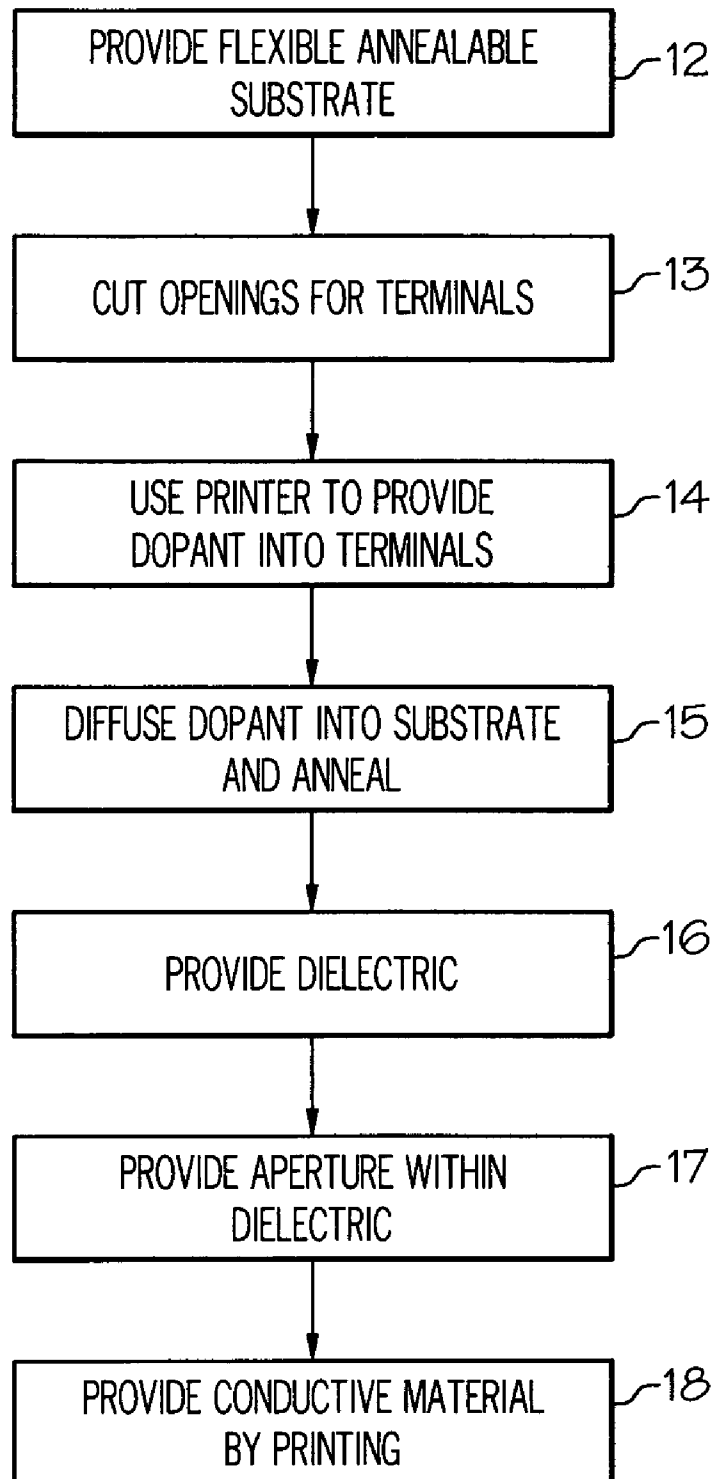 PROVIDE FLEXIBLE ANNEALABLE
SUBSTRATE
12
CUT OPENINGS FOR TERMINALS
13
USE PRINTER TO PROVIDE
DOPANT INTO TERMINALS
14
DIFFUSE DOPANT INTO SUBSTRATE
AND ANNEAL
15
PROVIDE DIELECTRIC
16
PROVIDE APERTURE WITHIN
DIELECTRIC
17
PROVIDE CONDUCTIVE MATERIAL
BY PRINTING
18